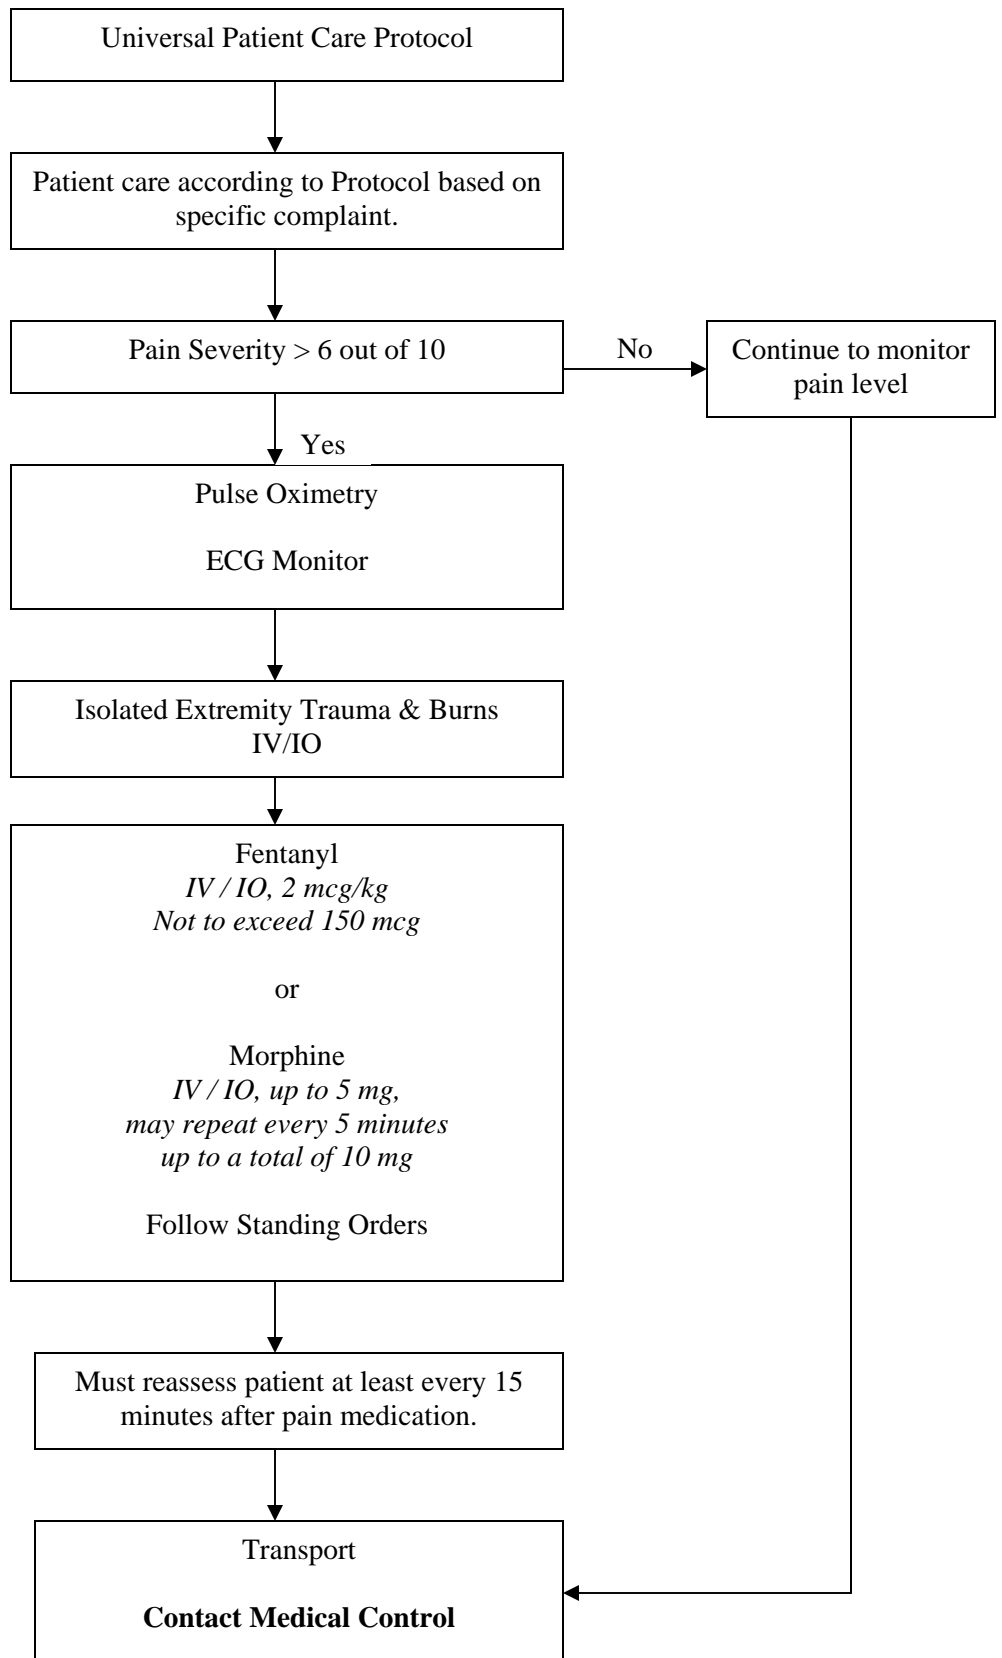 Universal Patient Care Protocol
Patient care according to Protocol based on
specific complaint.
Pain Severity > 6 out of 10
No
Continue to monitor
pain level
Yes
Pulse Oximetry
ECG Monitor
Isolated Extremity Trauma & Burns
IV/IO
Fentanyl
IV / IO, 2 mcg/kg
Not to exceed 150 mcg
or
Morphine
IV / IO, up to 5 mg,
may repeat every 5 minutes
up to a total of 10 mg
Follow Standing Orders
Must reassess patient at least every 15
minutes after pain medication.
Transport
Contact Medical Control